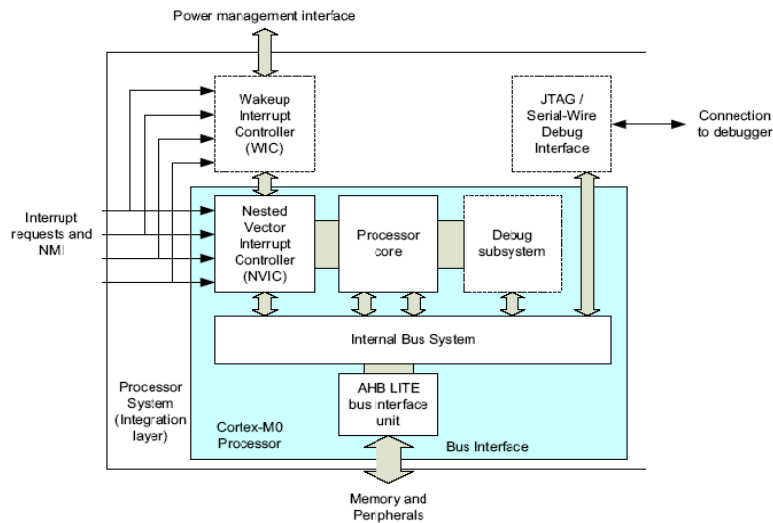 Power management interface
Wakeup
Interrupt
Controller
(WIC)
JTAG /
Serial-Wire
Debug
Interface
Connection
to debugger
Interrupt
requests and
NMI
Nested
Vector
Interrupt
Controller
(NVIC)
Processor
core
Debug
subsystem
Internal Bus System
Processor
System
(Integration
layer)
Cortex-M0
Processor
AHB LITE
bus interface
unit
Bus Interface
Memory and
Peripherals